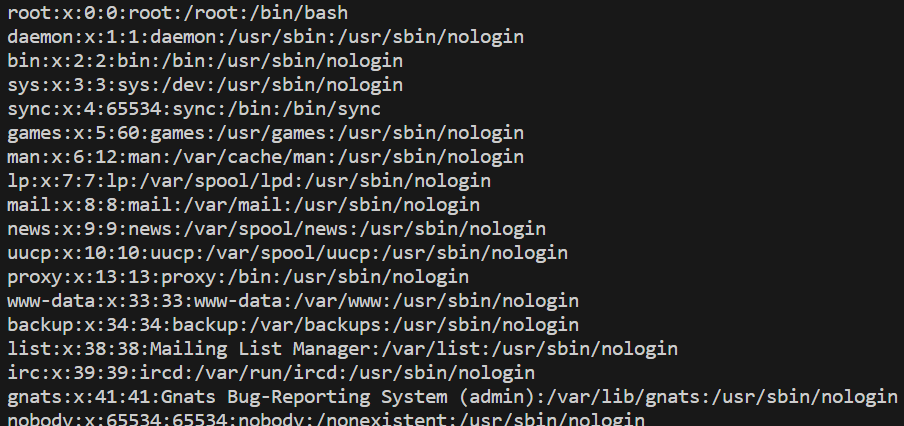 root:x:0:0:root:/root:/bin/bash
daemon:x:1:1:daemon:/usr/sbin:/usr/sbin/nologin
bin:x:2:2:bin:/bin:/usr/sbin/nologin
sys:x:3:3:sys:/dev:/usr/sbin/nologin
sync:x:4:65534:sync:/bin:/bin/sync
games:x:5:60:games:/usr/games:/usr/sbin/nologin
man:x:6:12:man:/var/cache/man:/usr/sbin/nologin
lp:x:7:7:lp:/var/spool/lpd:/usr/sbin/nologin
mail:x:8:8:mail:/var/mail:/usr/sbin/nologin
news:x:9:9:news:/var/spool/news:/usr/sbin/nologin
uucp:x:10:10:uucp:/var/spool/uucp:/usr/sbin/nologin
proxy:x:13:13:proxy:/bin:/usr/sbin/nologin
www-data:x:33:33:www-data:/var/www:/usr/sbin/nologin
backup:x:34:34:backup:/var/backups:/usr/sbin/nologin
list:x:38:38:Mailing List Manager:/var/list:/usr/sbin/nologin
irc:x:39:39:ircd:/var/run/ircd:/usr/sbin/nologin
gnats:x:41:41:Gnats Bug-Reporting System (admin):/var/lib/gnats:/usr/sbin/nologin
nobody:x:65534:65534:nobody:/nonexistent:/usr/sbin/nologin